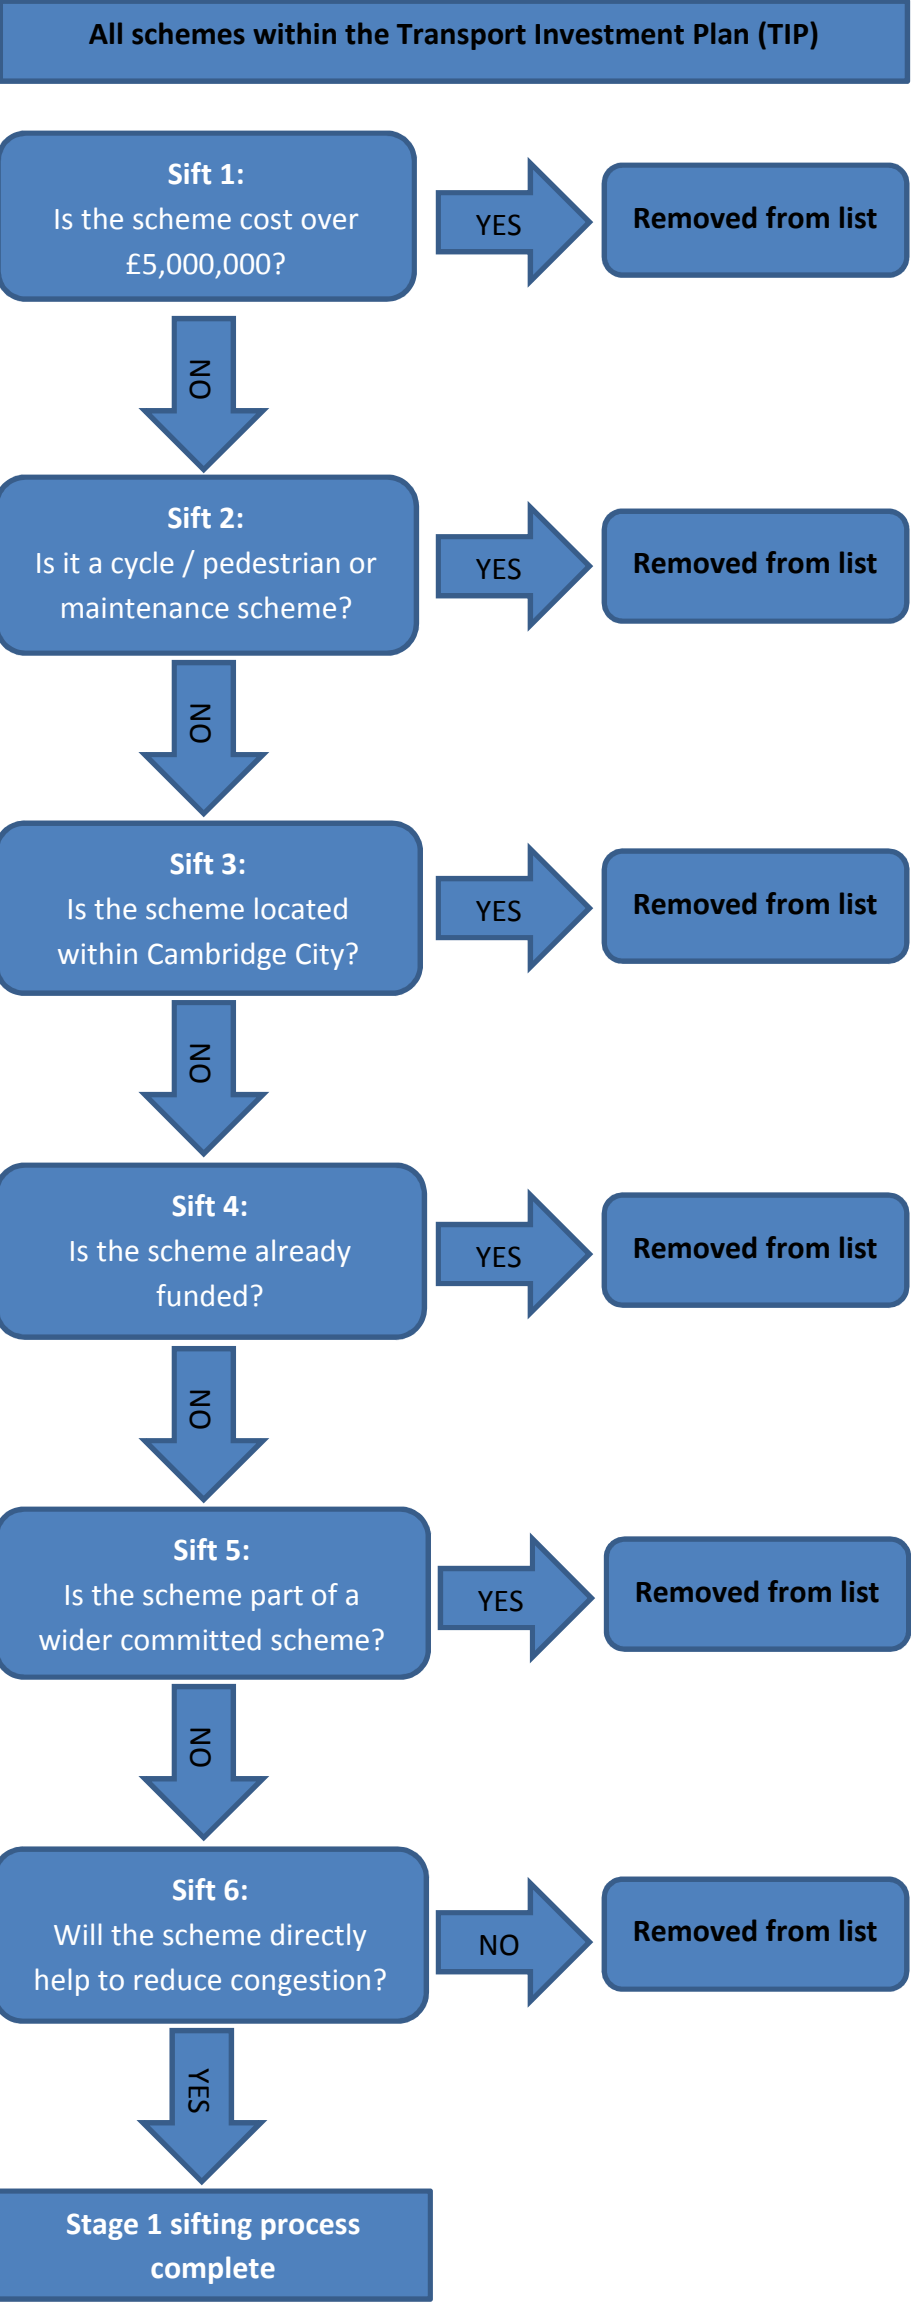 All schemes within the Transport Investment Plan (TIP)
Sift 1:
Is the scheme cost over
£5,000,000?
YES
Removed from list
NO
Sift 2:
Is it a cycle / pedestrian or
maintenance scheme?
YES
Removed from list
NO
Sift 3:
Is the scheme located
within Cambridge City?
YES
Removed from list
NO
Sift 4:
Is the scheme already
funded?
YES
Removed from list
NO
Sift 5:
Is the scheme part of a
wider committed scheme?
YES
Removed from list
NO
Sift 6:
Will the scheme directly
help to reduce congestion?
NO
Removed from list
YES
Stage 1 sifting process
complete